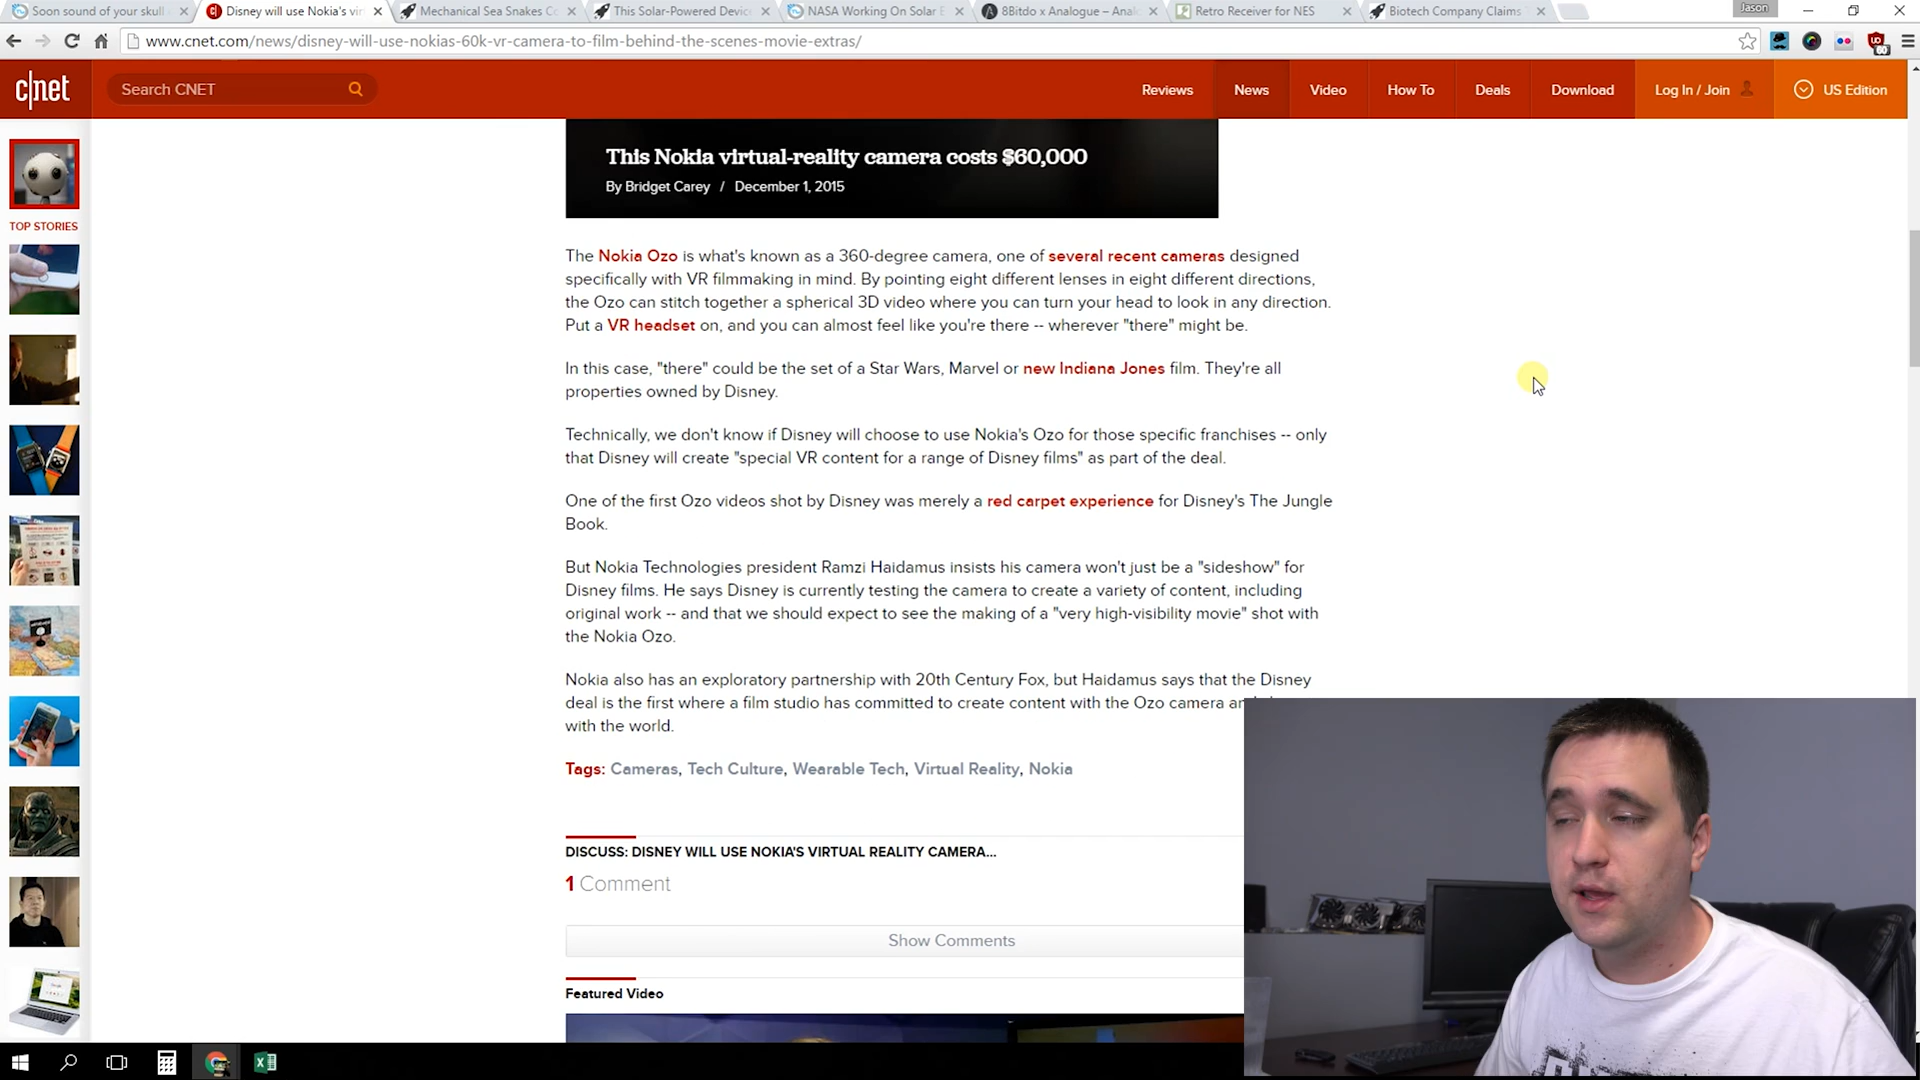 Soon sound of your skull
Disney will use Nokia's vir
Mechanical Sea Snakes Co
This Solar-Powered Device
NASA Working On Solar E
8Bitdo x Analogue – Anal
Retro Receiver for NES
Biotech Company Claims
Jason
www.cnet.com/news/disney-will-use-nokias-60k-vr-camera-to-film-behind-the-scenes-movie-extras/
c|net
Search CNET
Reviews
News
Video
How To
Deals
Download
Log In / Join
US Edition
TOP STORIES
This Nokia virtual-reality camera costs $60,000
By Bridget Carey / December 1, 2015
The Nokia Ozo is what's known as a 360-degree camera, one of several recent cameras designed
specifically with VR filmmaking in mind. By pointing eight different lenses in eight different directions,
the Ozo can stitch together a spherical 3D video where you can turn your head to look in any direction.
Put a VR headset on, and you can almost feel like you're there -- wherever "there" might be.
In this case, "there" could be the set of a Star Wars, Marvel or new Indiana Jones film. They're all
properties owned by Disney.
Technically, we don't know if Disney will choose to use Nokia's Ozo for those specific franchises -- only
that Disney will create "special VR content for a range of Disney films" as part of the deal.
One of the first Ozo videos shot by Disney was merely a red carpet experience for Disney's The Jungle
Book.
But Nokia Technologies president Ramzi Haidamus insists his camera won't just be a "sideshow" for
Disney films. He says Disney is currently testing the camera to create a variety of content, including
original work -- and that we should expect to see the making of a "very high-visibility movie" shot with
the Nokia Ozo.
Nokia also has an exploratory partnership with 20th Century Fox, but Haidamus says that the Disney
deal is the first where a film studio has committed to create content with the Ozo camera
with the world.
Tags: Cameras, Tech Culture, Wearable Tech, Virtual Reality, Nokia
DISCUSS: DISNEY WILL USE NOKIA'S VIRTUAL REALITY CAMERA...
1 Comment
Show Comments
Featured Video